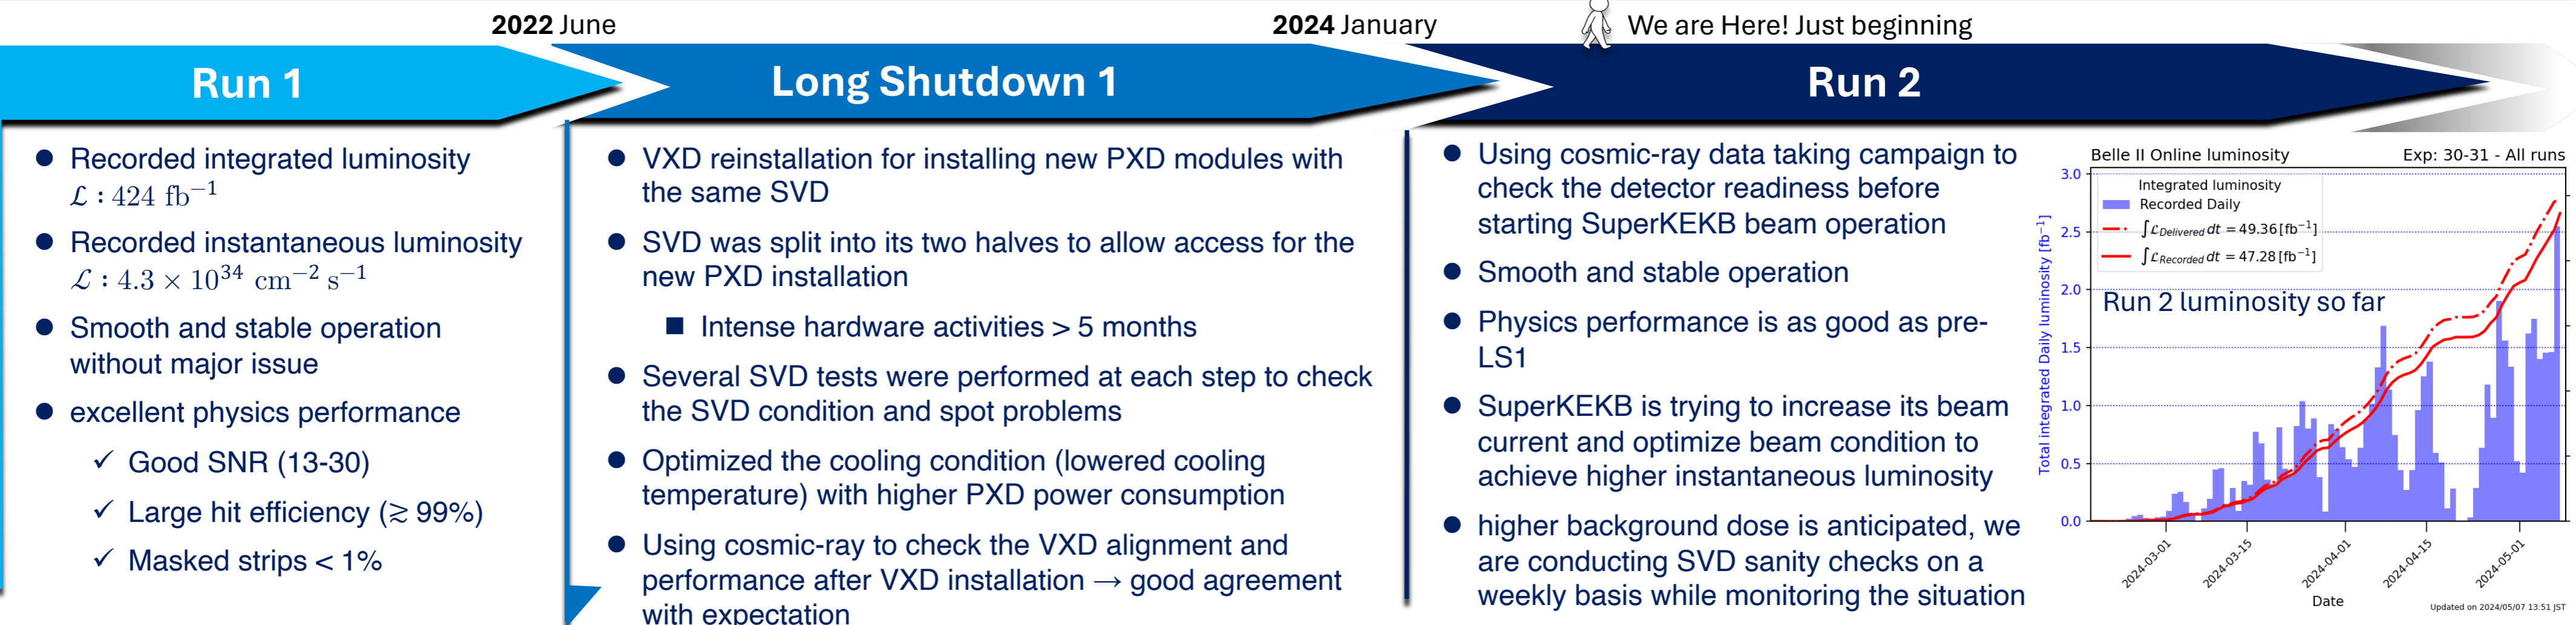 2022 June
2024 January
We are Here! Just beginning
Run 1
Long Shutdown 1
Run 2
● Recorded integrated luminosity
ℒ : 424 fb⁻¹
● Recorded instantaneous luminosity
ℒ : 4.3 × 10³⁴ cm⁻² s⁻¹
● Smooth and stable operation
without major issue
● excellent physics performance
✓ Good SNR (13-30)
✓ Large hit efficiency (≳ 99%)
✓ Masked strips < 1%
● VXD reinstallation for installing new PXD modules with
the same SVD
● SVD was split into its two halves to allow access for the
new PXD installation
■ Intense hardware activities > 5 months
● Several SVD tests were performed at each step to check
the SVD condition and spot problems
● Optimized the cooling condition (lowered cooling
temperature) with higher PXD power consumption
● Using cosmic-ray to check the VXD alignment and
performance after VXD installation → good agreement
with expectation
● Using cosmic-ray data taking campaign to
check the detector readiness before
starting SuperKEKB beam operation
● Smooth and stable operation
● Physics performance is as good as pre-
LS1
● SuperKEKB is trying to increase its beam
current and optimize beam condition to
achieve higher instantaneous luminosity
● higher background dose is anticipated, we
are conducting SVD sanity checks on a
weekly basis while monitoring the situation
Belle II Online luminosity
Exp: 30-31 - All runs
Integrated luminosity
Recorded Daily
∫ℒ_Delivered dt = 49.36 [fb⁻¹]
∫ℒ_Recorded dt = 47.28 [fb⁻¹]
Run 2 luminosity so far
Total integrated Daily luminosity [fb⁻¹]
3.0
2.5
2.0
1.5
1.0
0.5
0.0
2024-03-01
2024-03-15
2024-04-01
2024-04-15
2024-05-01
Date
Updated on 2024/05/07 13:51 JST